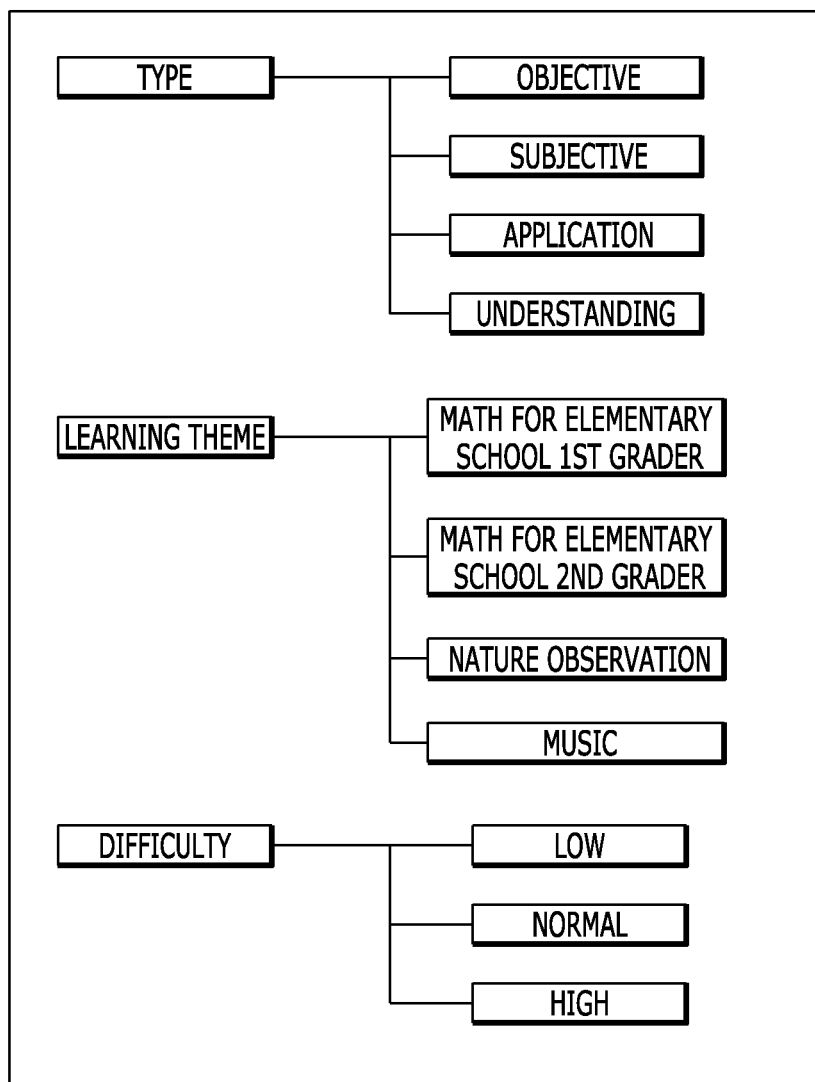 TYPE
OBJECTIVE
SUBJECTIVE
APPLICATION
UNDERSTANDING
LEARNING THEME
MATH FOR ELEMENTARY
SCHOOL 1ST GRADER
MATH FOR ELEMENTARY
SCHOOL 2ND GRADER
NATURE OBSERVATION
MUSIC
DIFFICULTY
LOW
NORMAL
HIGH